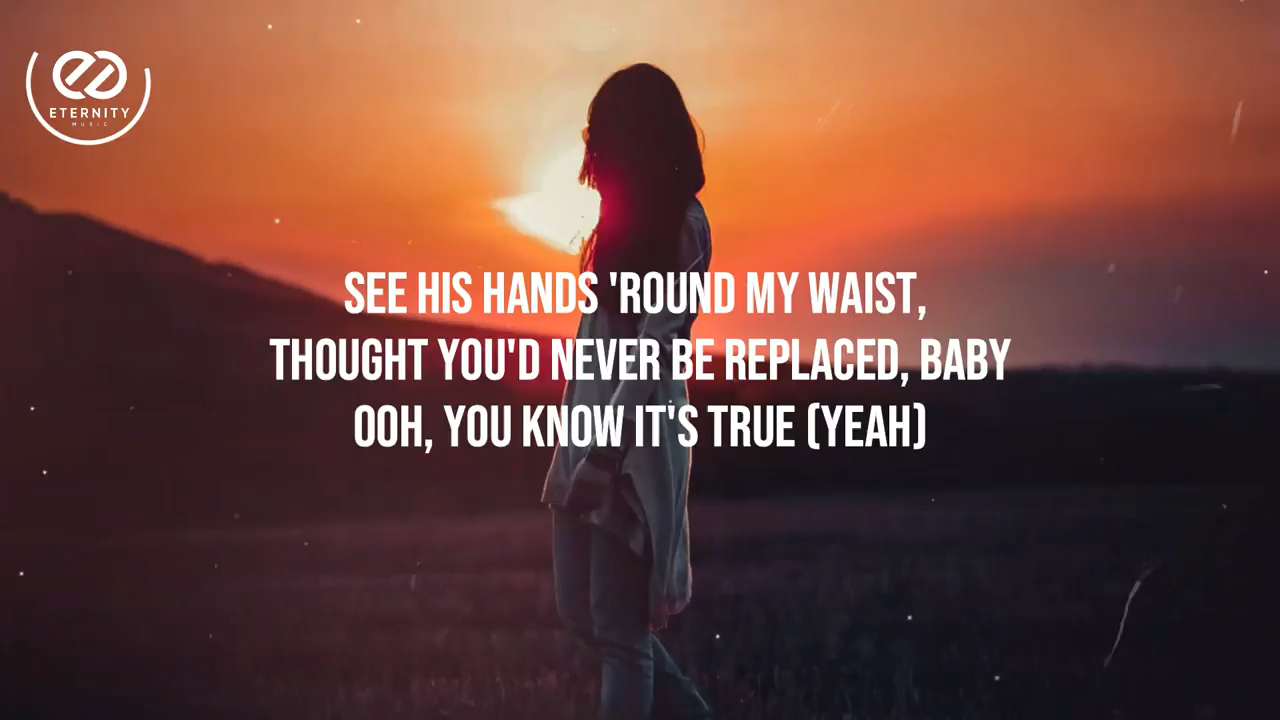 ETERNITY
MUSIC
SEE HIS HANDS 'ROUND MY WAIST,
THOUGHT YOU'D NEVER BE REPLACED, BABY
OOH, YOU KNOW IT'S TRUE (YEAH)